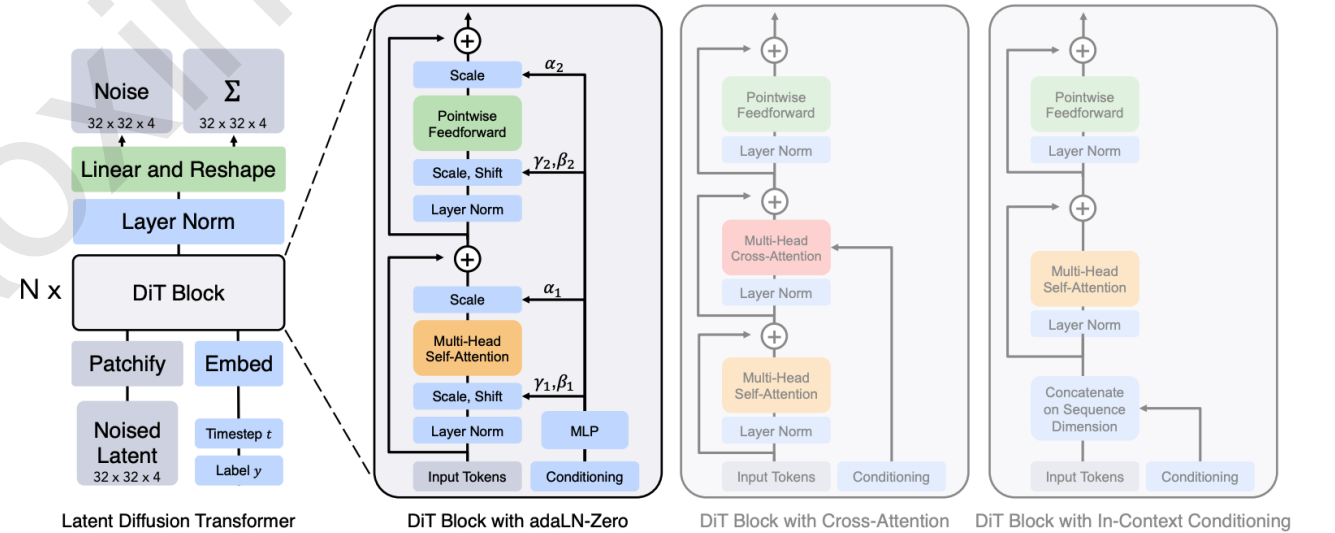 Noise
32 x 32 x 4
Σ
32 x 32 x 4
Linear and Reshape
Layer Norm
N x
DiT Block
Patchify
Embed
Noised
Latent
32 x 32 x 4
Timestep t
Label y
Latent Diffusion Transformer
+
Scale
α₂
Pointwise
Feedforward
γ₂,β₂
Scale, Shift
Layer Norm
+
Scale
α₁
Multi-Head
Self-Attention
γ₁,β₁
Scale, Shift
Layer Norm
MLP
Input Tokens
Conditioning
DiT Block with adaLN-Zero
+
Pointwise
Feedforward
Layer Norm
+
Multi-Head
Cross-Attention
Layer Norm
+
Multi-Head
Self-Attention
Layer Norm
Input Tokens
Conditioning
DiT Block with Cross-Attention
+
Pointwise
Feedforward
Layer Norm
+
Multi-Head
Self-Attention
Layer Norm
Concatenate
on Sequence
Dimension
Input Tokens
Conditioning
DiT Block with In-Context Conditioning